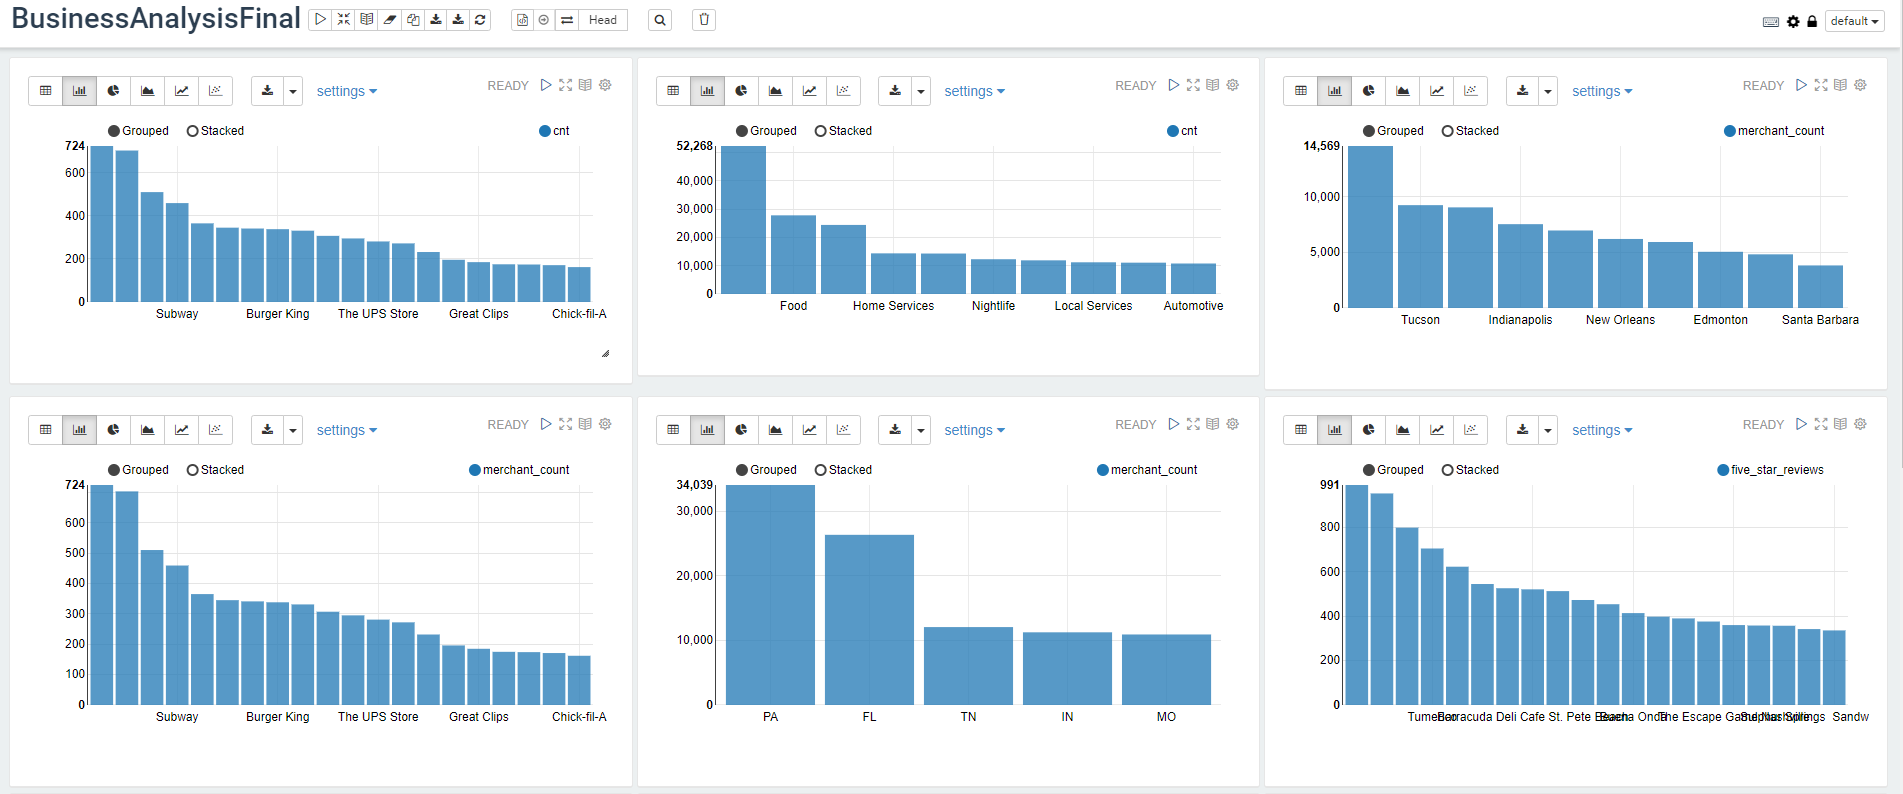 BusinessAnalysisFinal
Head
default
settings
READY
Grouped
Stacked
cnt
724
600
400
200
0
Subway
Burger King
The UPS Store
Great Clips
Chick-fil-A
settings
READY
Grouped
Stacked
cnt
52,268
40,000
30,000
20,000
10,000
0
Food
Home Services
Nightlife
Local Services
Automotive
settings
READY
Grouped
Stacked
merchant_count
14,569
10,000
5,000
0
Tucson
Indianapolis
New Orleans
Edmonton
Santa Barbara
settings
READY
Grouped
Stacked
merchant_count
724
600
500
400
300
200
100
0
Subway
Burger King
The UPS Store
Great Clips
Chick-fil-A
settings
READY
Grouped
Stacked
merchant_count
34,039
30,000
20,000
10,000
0
PA
FL
TN
IN
MO
settings
READY
Grouped
Stacked
five_star_reviews
991
800
600
400
200
0
Barracuda Deli Cafe St. Pete Beach
The Escape Game Nashville
Sandw